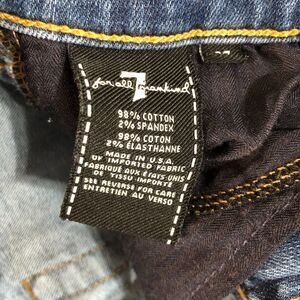 7
for all mankind
98% COTTON
2% SPANDEX
98% COTON
2% ÉLASTHANNE
MADE IN U.S.A.
OF IMPORTED FABRIC
FABRIQUÉ AUX ÉTATS UNIS
DE TISSU IMPORTÉ
SEE REVERSE FOR CARE
ENTRETIEN AU VERSO